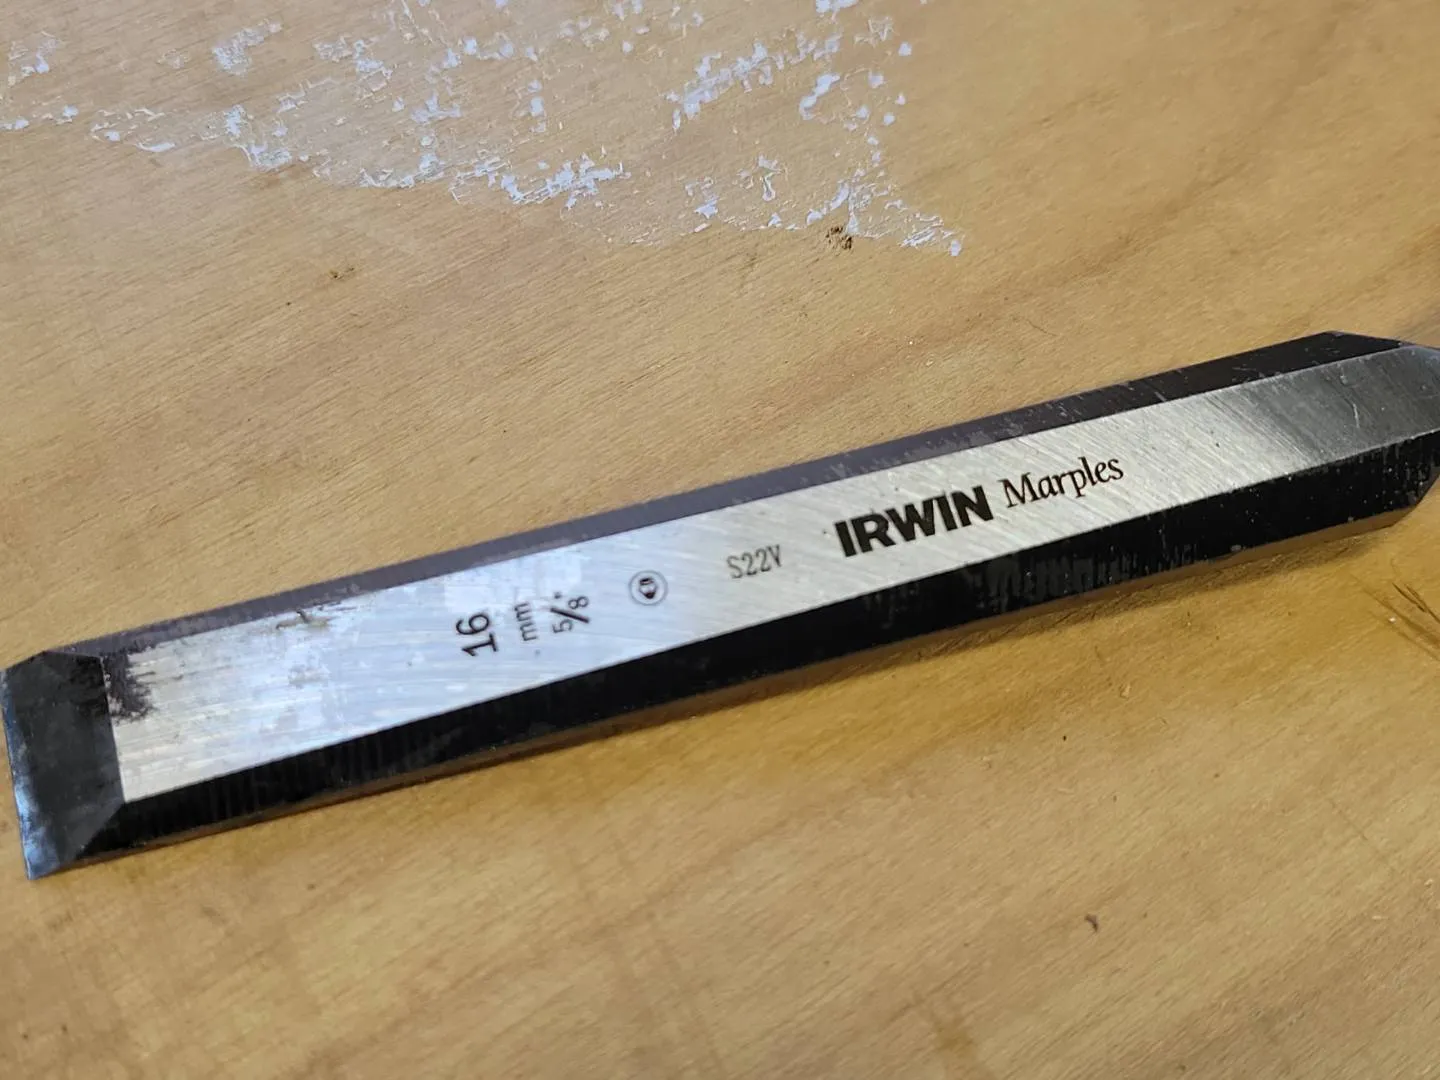 16
mm
5/8"
S22V
IRWIN Marples